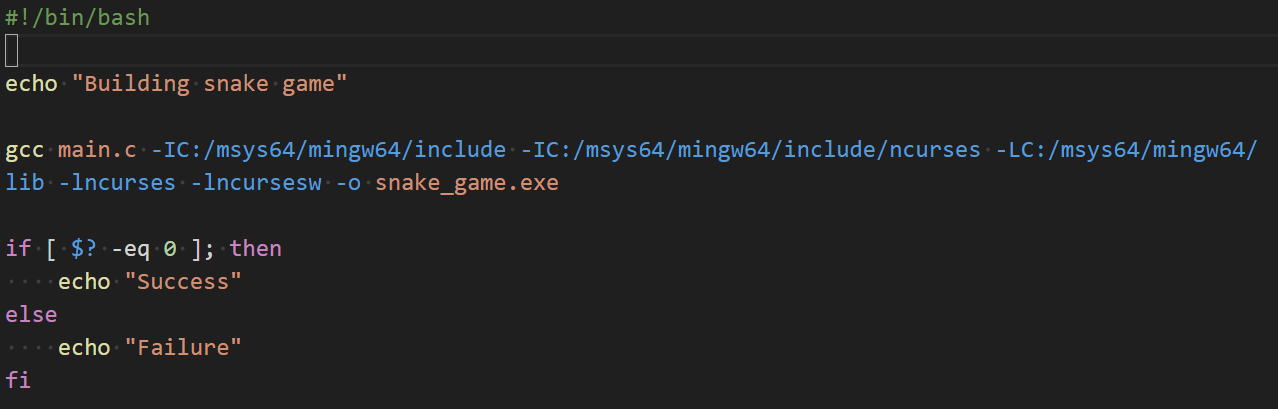 #!/bin/bash
echo "Building snake game"
gcc main.c -IC:/msys64/mingw64/include -IC:/msys64/mingw64/include/ncurses -LC:/msys64/mingw64/
lib -lncurses -lncursesw -o snake_game.exe
if [ $? -eq 0 ]; then
    echo "Success"
else
    echo "Failure"
fi